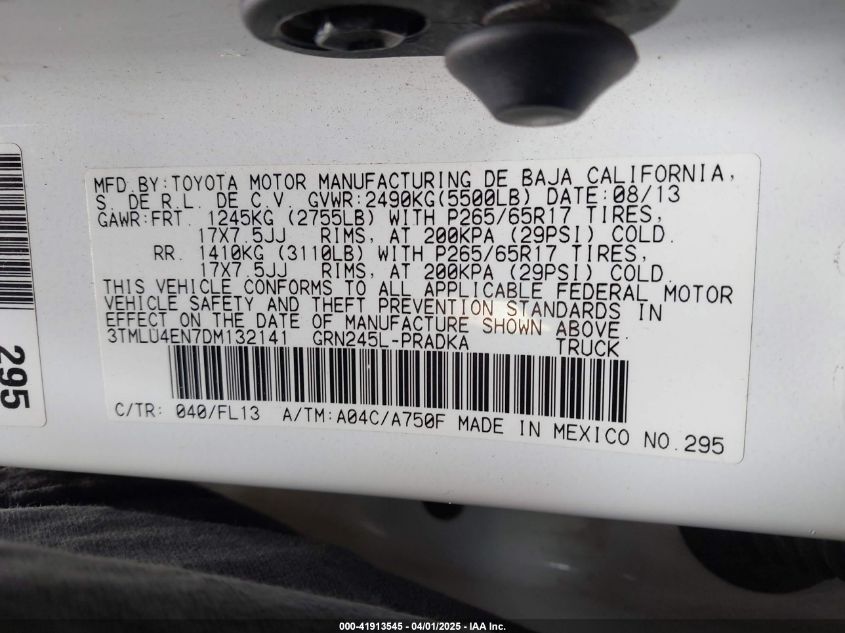 MFD.BY:TOYOTA MOTOR MANUFACTURING DE BAJA CALIFORNIA,
S. DE R.L. DE C.V. GVWR:2490KG(5500LB) DATE:08/13
GAWR:FRT. 1245KG (2755LB) WITH P265/65R17 TIRES,
17X7.5JJ RIMS, AT 200KPA (29PSI) COLD.
RR. 1410KG (3110LB) WITH P265/65R17 TIRES,
17X7.5JJ RIMS, AT 200KPA (29PSI) COLD.
THIS VEHICLE CONFORMS TO ALL APPLICABLE FEDERAL MOTOR
VEHICLE SAFETY AND THEFT PREVENTION STANDARDS IN
EFFECT ON THE DATE OF MANUFACTURE SHOWN ABOVE.
3TMLU4EN7DM132141 GRN245L-PRADKA TRUCK
C/TR: 040/FL13 A/TM:A04C/A750F MADE IN MEXICO NO.295
295
000-41913545 - 04/01/2025 - IAA Inc.